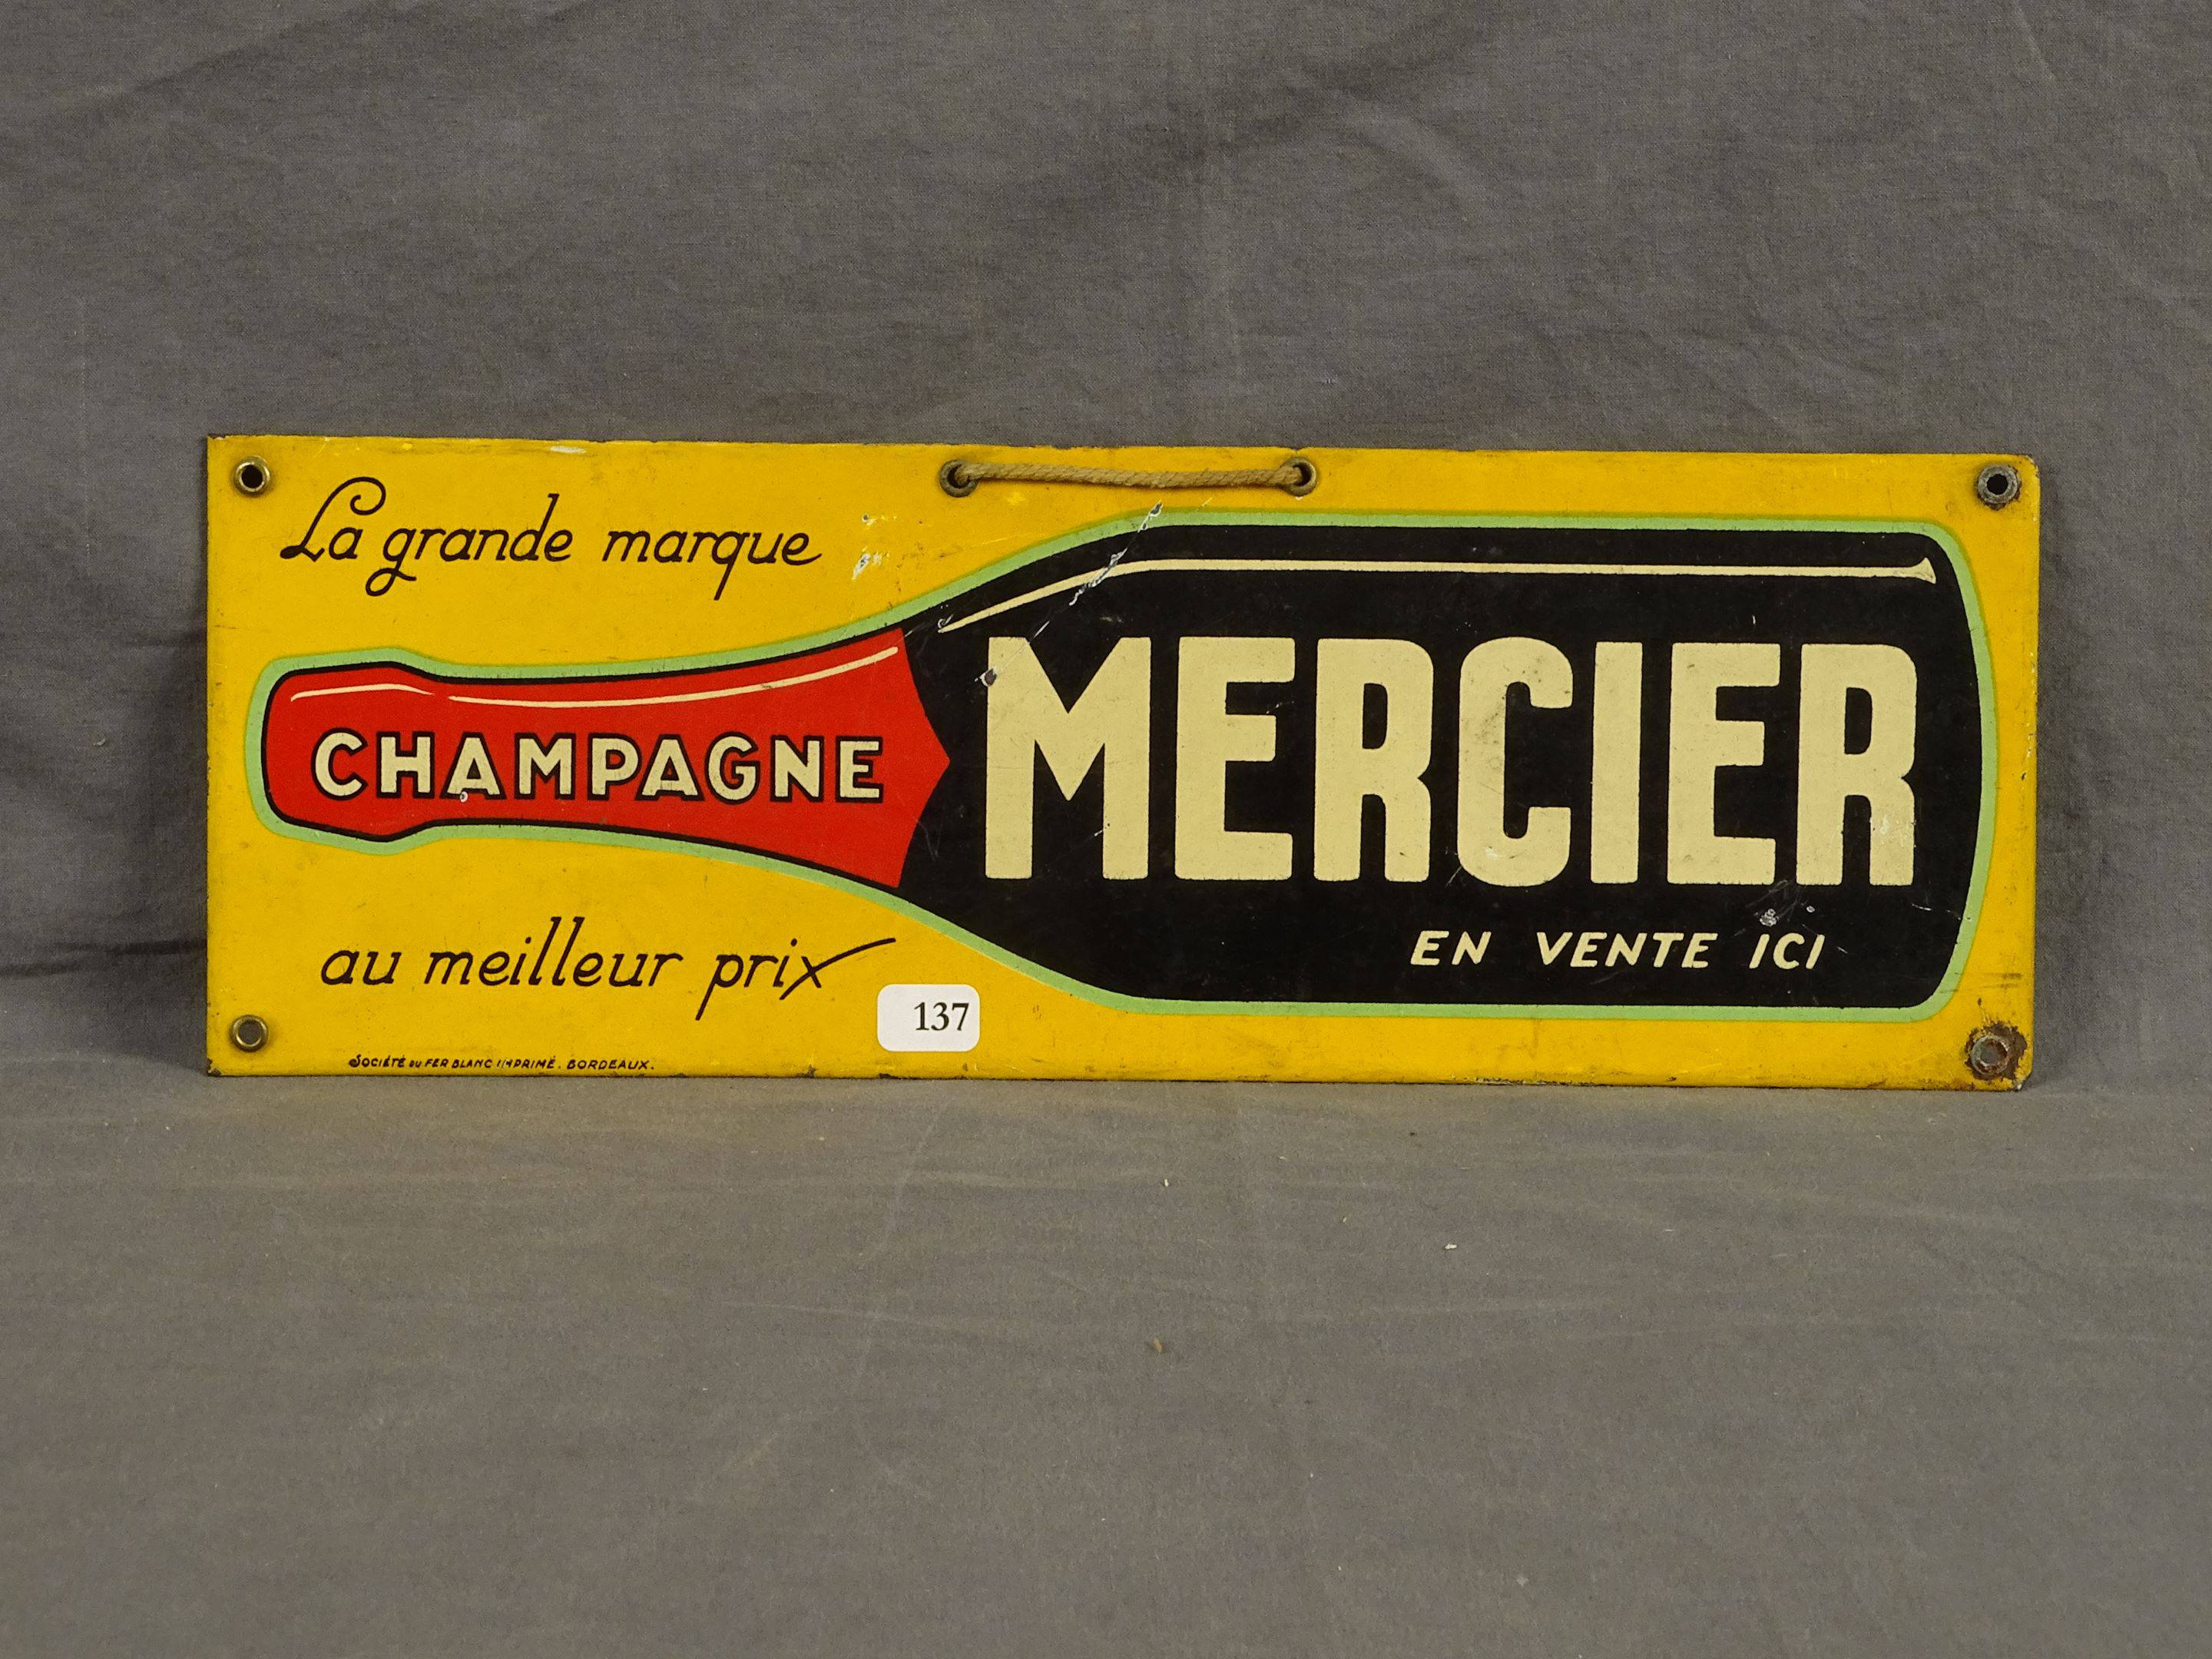 La grande marque
CHAMPAGNE
MERCIER
EN VENTE ICI
au meilleur prix
137
SOCIÉTÉ DU FER BLANC IMPRIMÉ. BORDEAUX.